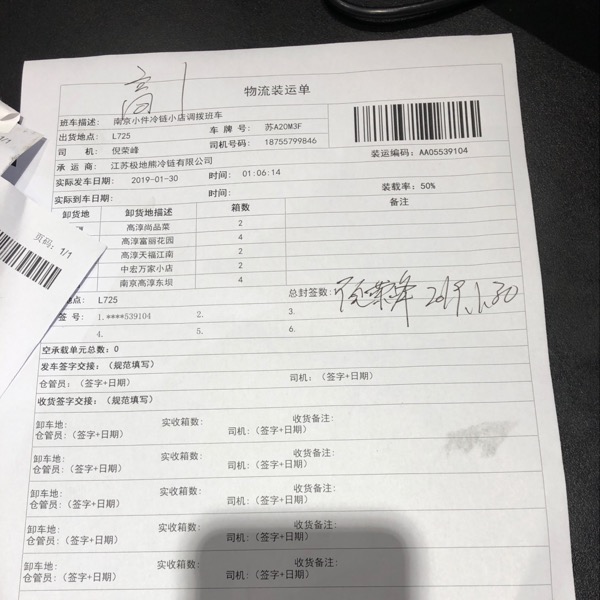 高
物流装运单
班车描述: 南京小件冷链小店调拨班车
出货地点: L725 车 牌 号: 苏A20M3F
司 机: 倪荣峰 司机号码: 18755799846
承 运 商: 江苏极地熊冷链有限公司 装运编码: AA05539104
实际发车日期: 2019-01-30 时间: 01:06:14 装载率: 50%
实际到车日期: 时间: 备注
卸货地 卸货地描述 箱数
高淳尚品菜 2
高淳富丽花园 4
高淳天福江南 2
中宏万家小店 2
南京高淳东坝 4
地点: L725 总封签数: 倪荣峰 2019.1.30
签 号: 1.****539104 2. 3.
4. 5. 6.
空承载单元总数: 0
发车签字交接: (规范填写)
仓管员: (签字+日期) 司机: (签字+日期)
收货签字交接: (规范填写)
卸车地: 实收箱数: 收货备注:
仓管员: (签字+日期) 司机: (签字+日期)
卸车地: 实收箱数: 收货备注:
仓管员: (签字+日期) 司机: (签字+日期)
卸车地: 实收箱数: 收货备注:
仓管员: (签字+日期) 司机: (签字+日期)
卸车地: 实收箱数: 收货备注:
仓管员: (签字+日期) 司机: (签字+日期)
卸车地: 实收箱数: 收货备注:
仓管员: (签字+日期) 司机: (签字+日期)
页码: 1/1
1/1